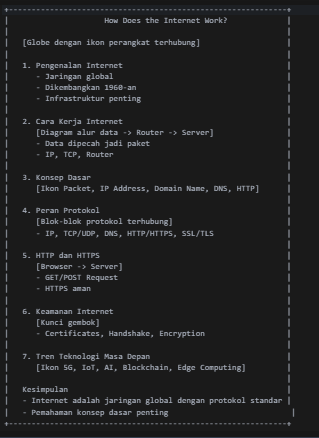 How Does the Internet Work?
[Globe dengan ikon perangkat terhubung]
1. Pengenalan Internet
- Jaringan global
- Dikembangkan 1960-an
- Infrastruktur penting
2. Cara Kerja Internet
[Diagram alur data -> Router -> Server]
- Data dipecah jadi paket
- IP, TCP, Router
3. Konsep Dasar
[Ikon Packet, IP Address, Domain Name, DNS, HTTP]
4. Peran Protokol
[Blok-blok protokol terhubung]
- IP, TCP/UDP, DNS, HTTP/HTTPS, SSL/TLS
5. HTTP dan HTTPS
[Browser -> Server]
- GET/POST Request
- HTTPS aman
6. Keamanan Internet
[Kunci gembok]
- Certificates, Handshake, Encryption
7. Tren Teknologi Masa Depan
[Ikon 5G, IoT, AI, Blockchain, Edge Computing]
Kesimpulan
- Internet adalah jaringan global dengan protokol standar
- Pemahaman konsep dasar penting